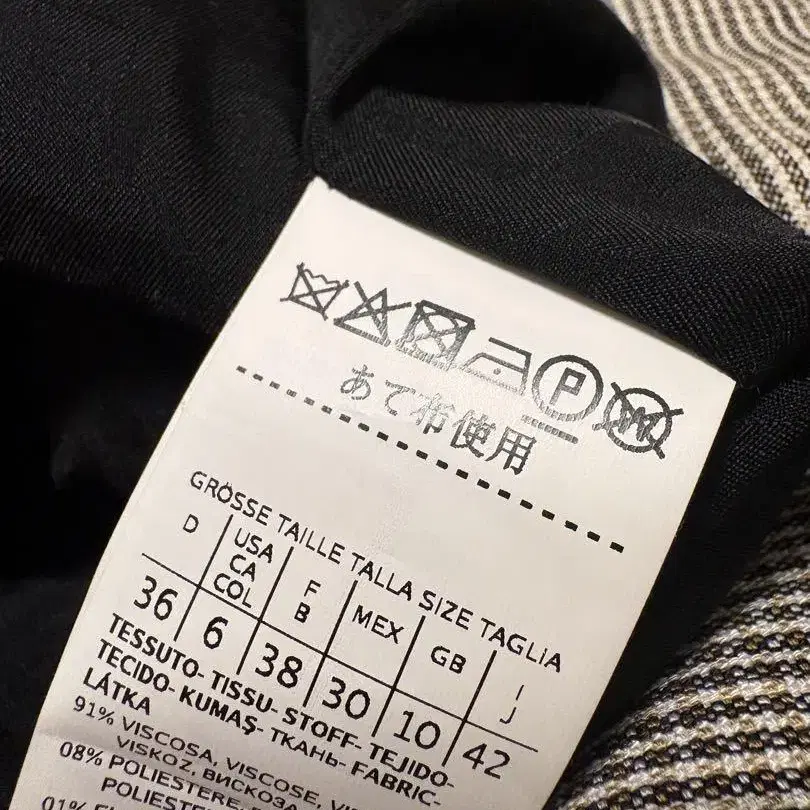 P
W
あて布使用
GRÖSSE TAILLE TALLA SIZE TAGLiA
D USA CA COL F B MEX GB I J
36 6 38 30 10 42
TESSUTO- TISSU- STOFF- TEJIDO-
TECIDO- KUMAŞ- ТКАНЬ- FABRIC-
LÁTKA
91% VISCOSA, VISCOSE,
VISKOZ, ВИСКОЗА
08% POLIESTERE,
POLIESTER,
01%